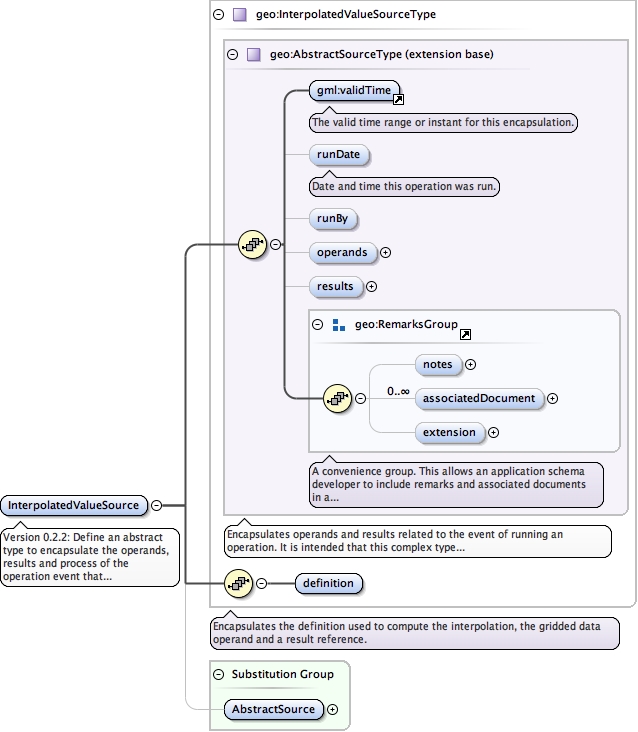 geo:InterpolatedValueSourceType
geo:AbstractSourceType (extension base)
gml:validTime
The valid time range or instant for this encapsulation.
runDate
Date and time this operation was run.
runBy
operands
results
geo:RemarksGroup
notes
0..∞
associatedDocument
extension
A convenience group. This allows an application schema
developer to include remarks and associated documents
in a...
InterpolatedValueSource
Version 0.2.2: Define an abstract
type to encapsulate the operands,
results and process of the
operation event that...
Encapsulates operands and results related to the event of running an
operation. It is intended that this complex type...
definition
Encapsulates the definition used to compute the interpolation, the gridded data
operand and a result reference.
Substitution Group
AbstractSource